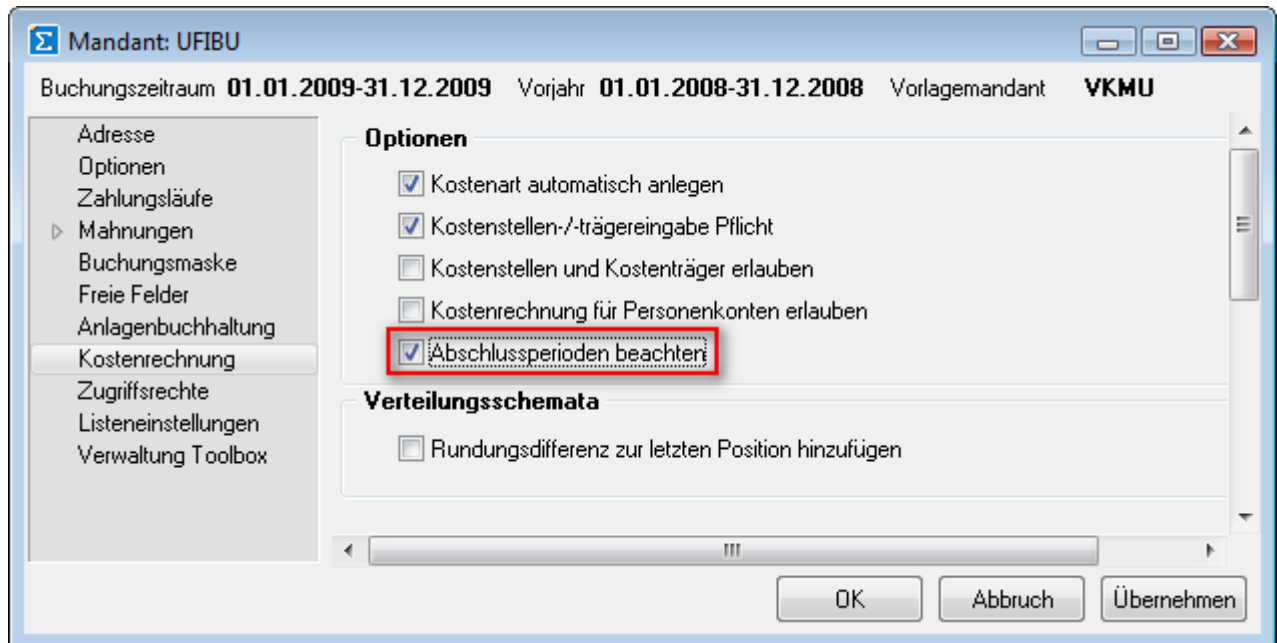 Mandant: UFIBU
Buchungszeitraum 01.01.2009-31.12.2009 Vorjahr 01.01.2008-31.12.2008 Vorlagemandant VKMU
Adresse
Optionen
Zahlungsläufe
Mahnungen
Buchungsmaske
Freie Felder
Anlagenbuchhaltung
Kostenrechnung
Zugriffsrechte
Listeneinstellungen
Verwaltung Toolbox
Optionen
Kostenart automatisch anlegen
Kostenstellen-/-trägereingabe Pflicht
Kostenstellen und Kostenträger erlauben
Kostenrechnung für Personenkonten erlauben
Abschlussperioden beachten
Verteilungsschemata
Rundungsdifferenz zur letzten Position hinzufügen
OK Abbruch Übernehmen